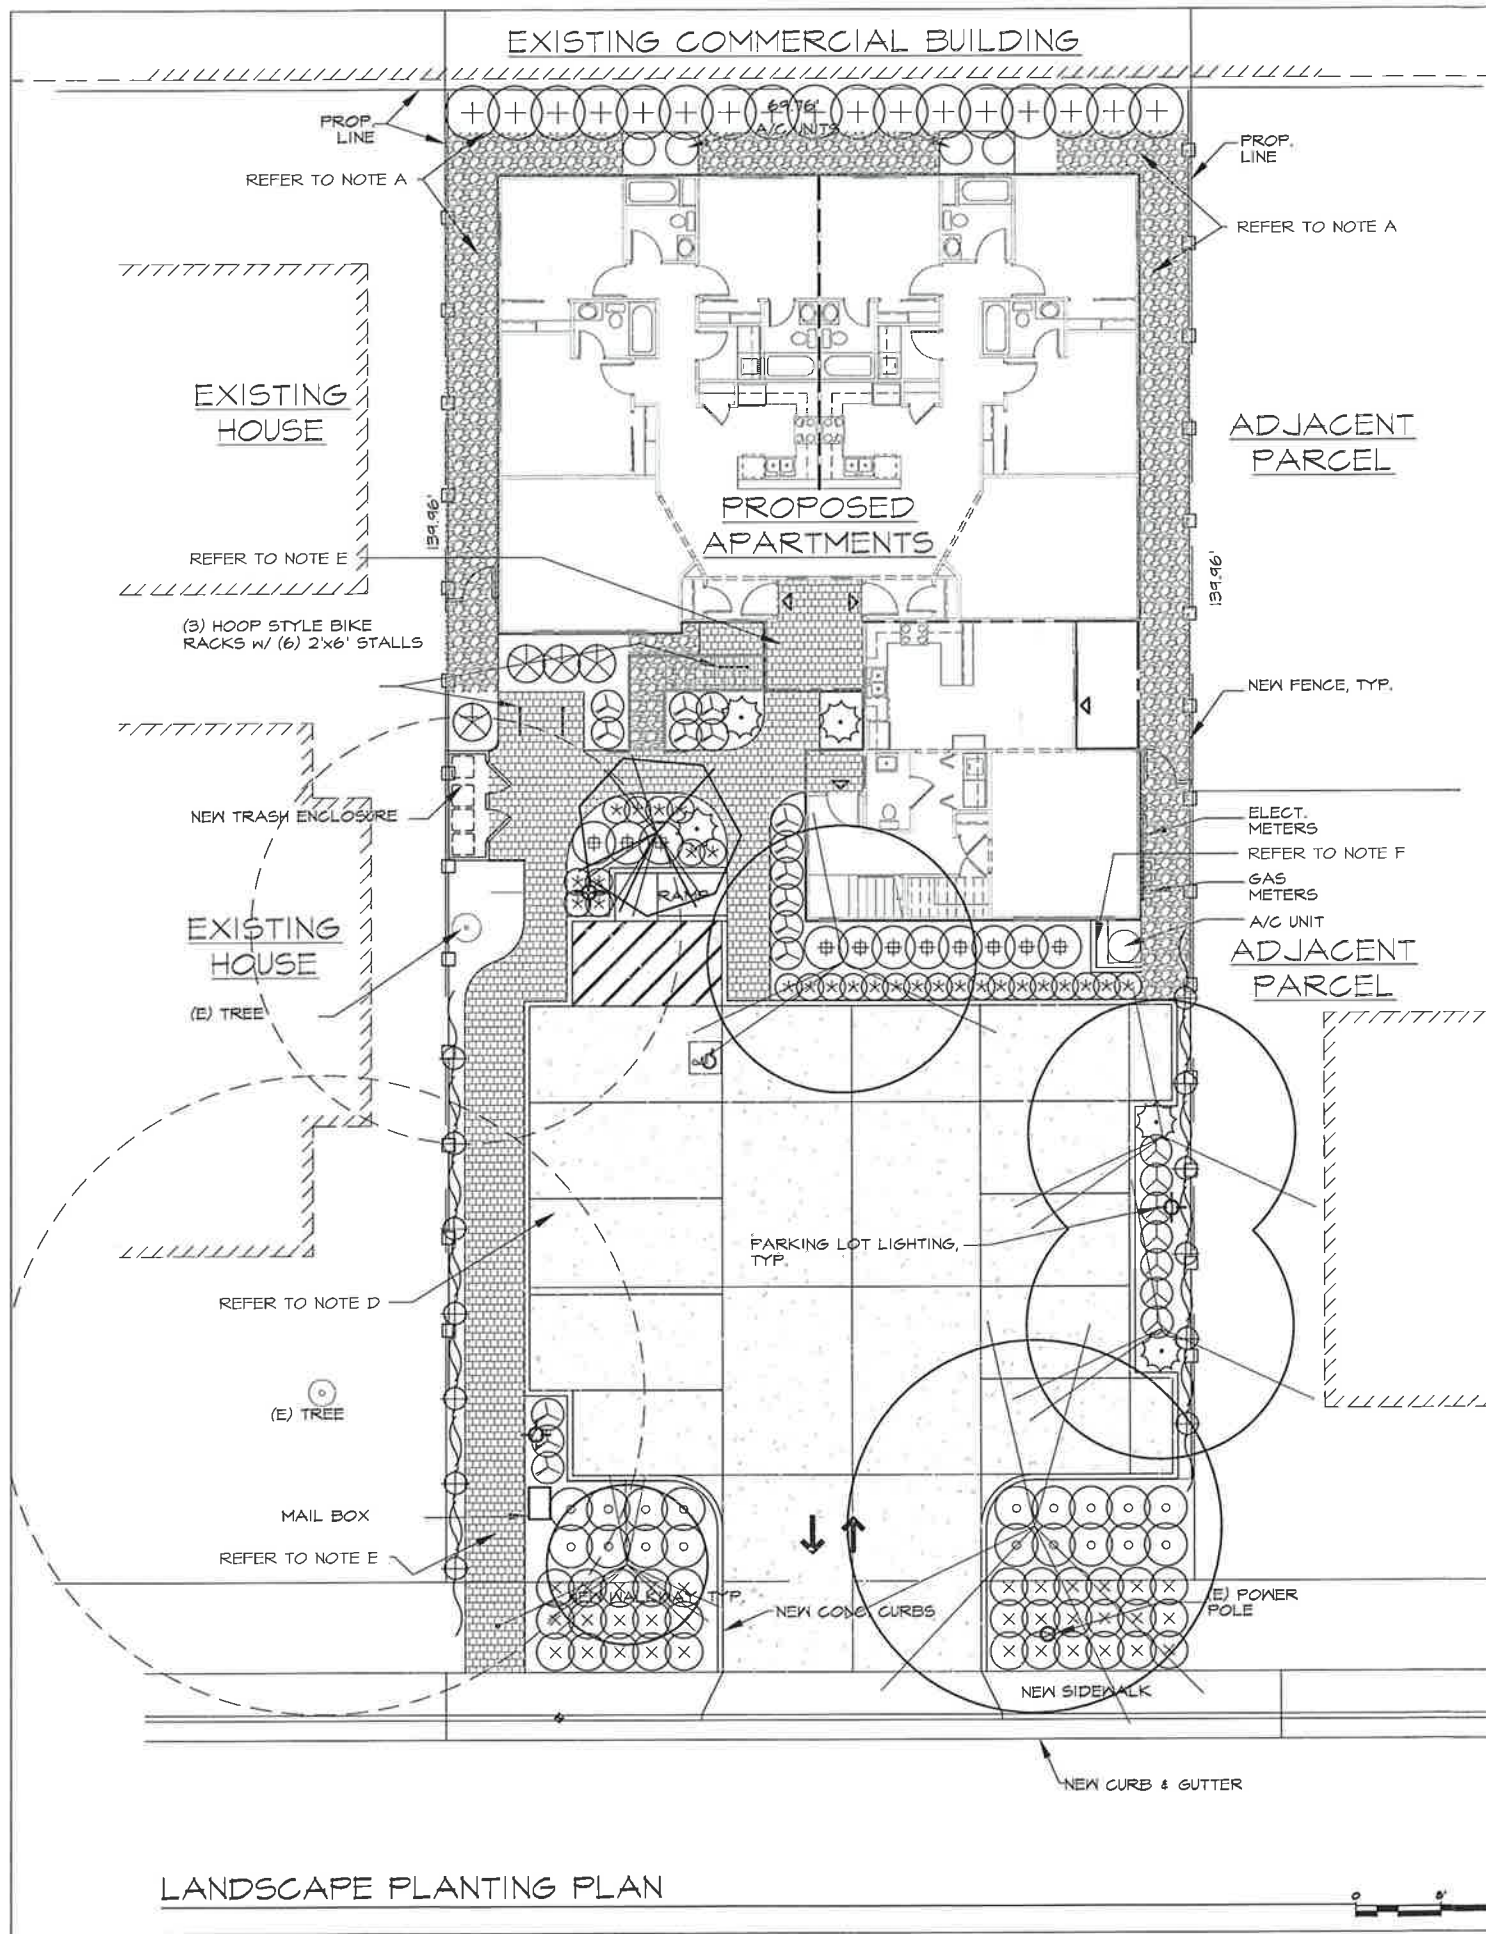 EXISTING COMMERCIAL BUILDING
69.76'
A/C UNITS
PROP.
LINE
PROP.
LINE
REFER TO NOTE A
REFER TO NOTE A
EXISTING
HOUSE
ADJACENT
PARCEL
139.96'
139.96'
PROPOSED
APARTMENTS
REFER TO NOTE E
(3) HOOP STYLE BIKE
RACKS W/ (6) 2'x6' STALLS
NEW FENCE, TYP.
NEW TRASH ENCLOSURE
ELECT.
METERS
REFER TO NOTE F
GAS
METERS
A/C UNIT
RAMP
EXISTING
HOUSE
ADJACENT
PARCEL
(E) TREE
PARKING LOT LIGHTING,
TYP.
REFER TO NOTE D
(E) TREE
MAIL BOX
REFER TO NOTE E
NEW WALKWAY, TYP.
NEW CONC. CURBS
(E) POWER
POLE
NEW SIDEWALK
NEW CURB & GUTTER
LANDSCAPE PLANTING PLAN
0 8'